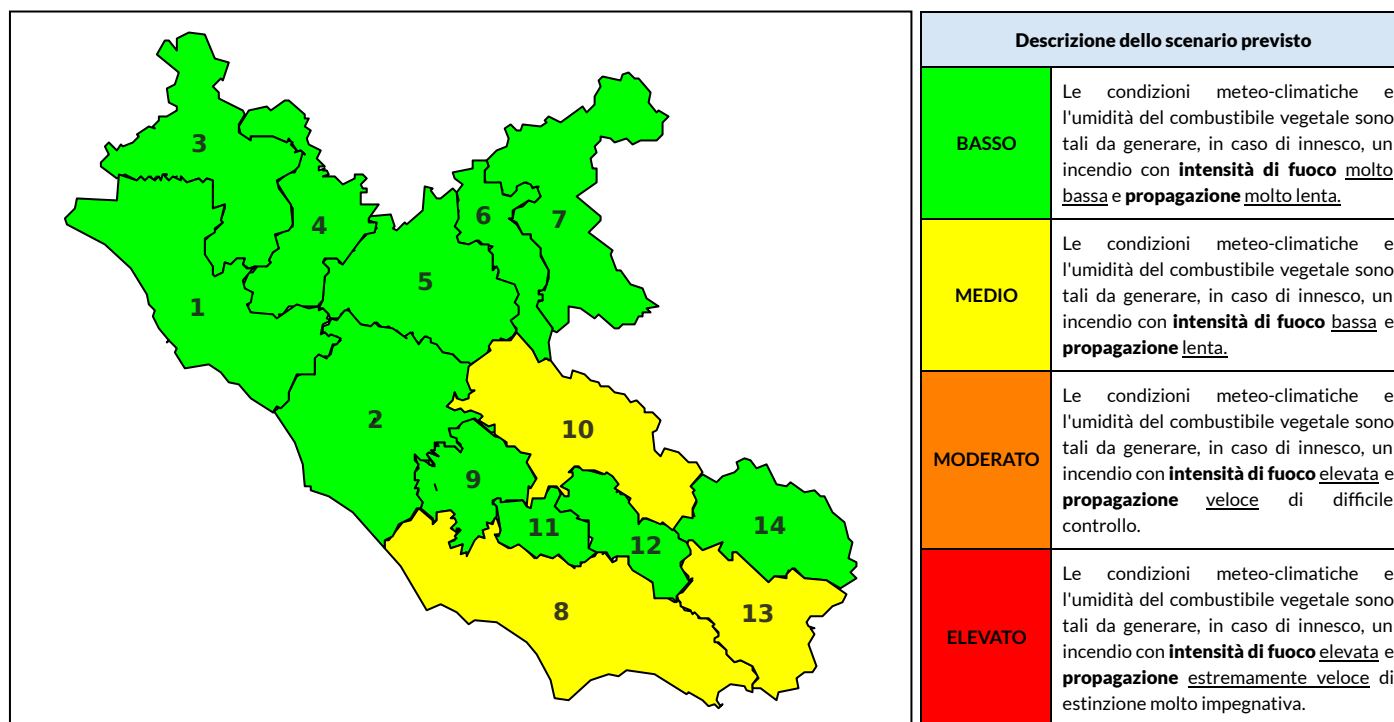 3
4
6
7
5
1
2
10
9
11
12
14
8
13
Descrizione dello scenario previsto
BASSO
Le condizioni meteo-climatiche e
l'umidità del combustibile vegetale sono
tali da generare, in caso di innesco, un
incendio con intensità di fuoco molto
bassa e propagazione molto lenta.
MEDIO
Le condizioni meteo-climatiche e
l'umidità del combustibile vegetale sono
tali da generare, in caso di innesco, un
incendio con intensità di fuoco bassa e
propagazione lenta.
MODERATO
Le condizioni meteo-climatiche e
l'umidità del combustibile vegetale sono
tali da generare, in caso di innesco, un
incendio con intensità di fuoco elevata e
propagazione veloce di difficile
controllo.
ELEVATO
Le condizioni meteo-climatiche e
l'umidità del combustibile vegetale sono
tali da generare, in caso di innesco, un
incendio con intensità di fuoco elevata e
propagazione estremamente veloce di
estinzione molto impegnativa.